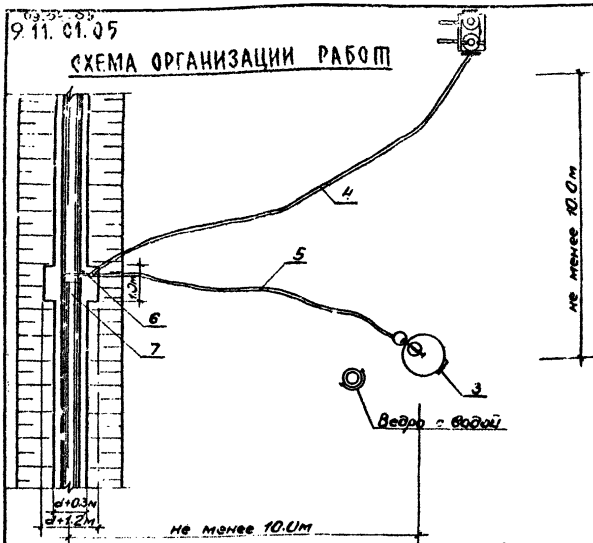 9.11.01.05
СХЕМА ОРГАНИЗАЦИИ РАБОТ
4
не менее 10.0м
5
1.0м
6
7
3
Ведро с водой
d+0.3м
d+1.2м
не менее 10.0м